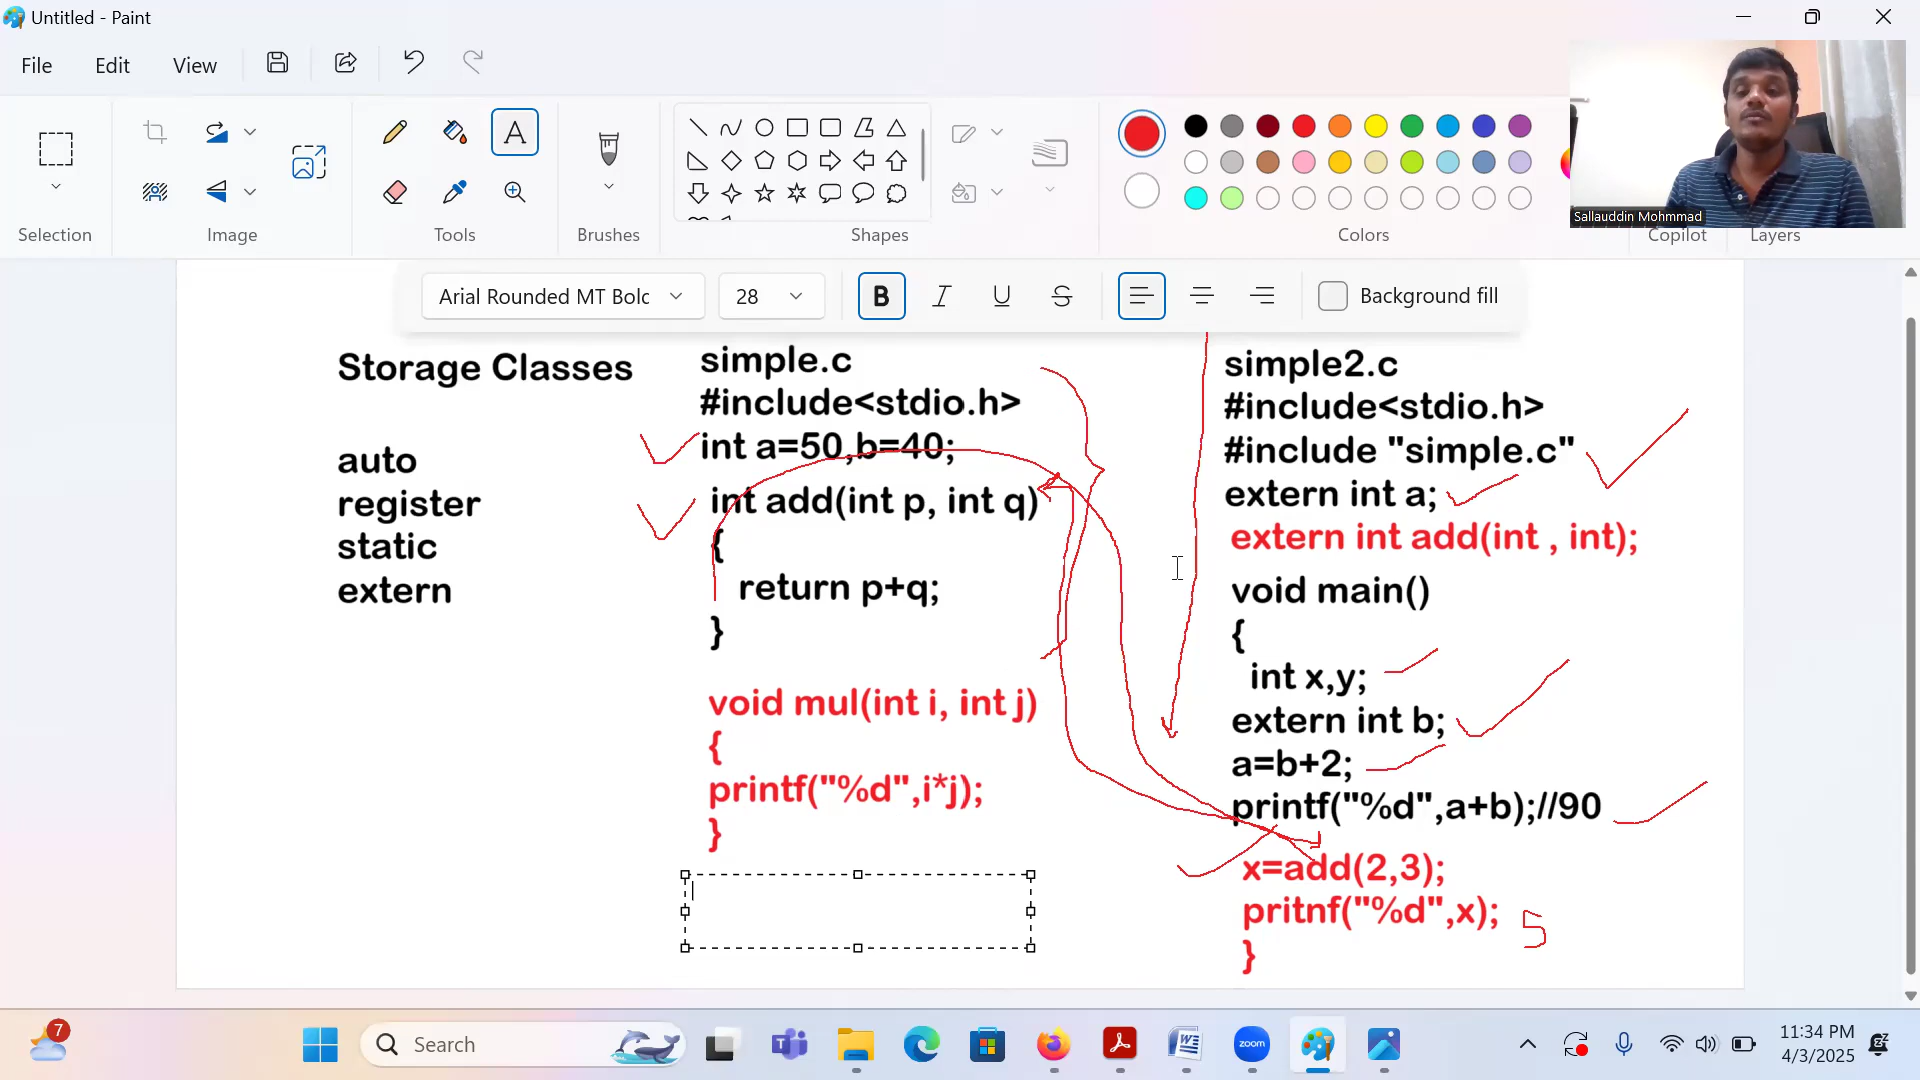 Untitled - Paint
File
Edit
View
Sallauddin Mohmmad
Selection
Image
Tools
Brushes
Shapes
Colors
Copilot
Layers
Arial Rounded MT Bolc
28
B
I
U
S
Background fill
Storage Classes
auto
register
static
extern
simple.c
#include<stdio.h>
int a=50,b=40;
int add(int p, int q)
{
return p+q;
}
void mul(int i, int j)
{
printf("%d",i*j);
}
simple2.c
#include<stdio.h>
#include "simple.c"
extern int a;
extern int add(int , int);
void main()
{
int x,y;
extern int b;
a=b+2;
printf("%d",a+b);//90
x=add(2,3);
pritnf("%d",x);
5
}
7
Search
zoom
11:34 PM
4/3/2025